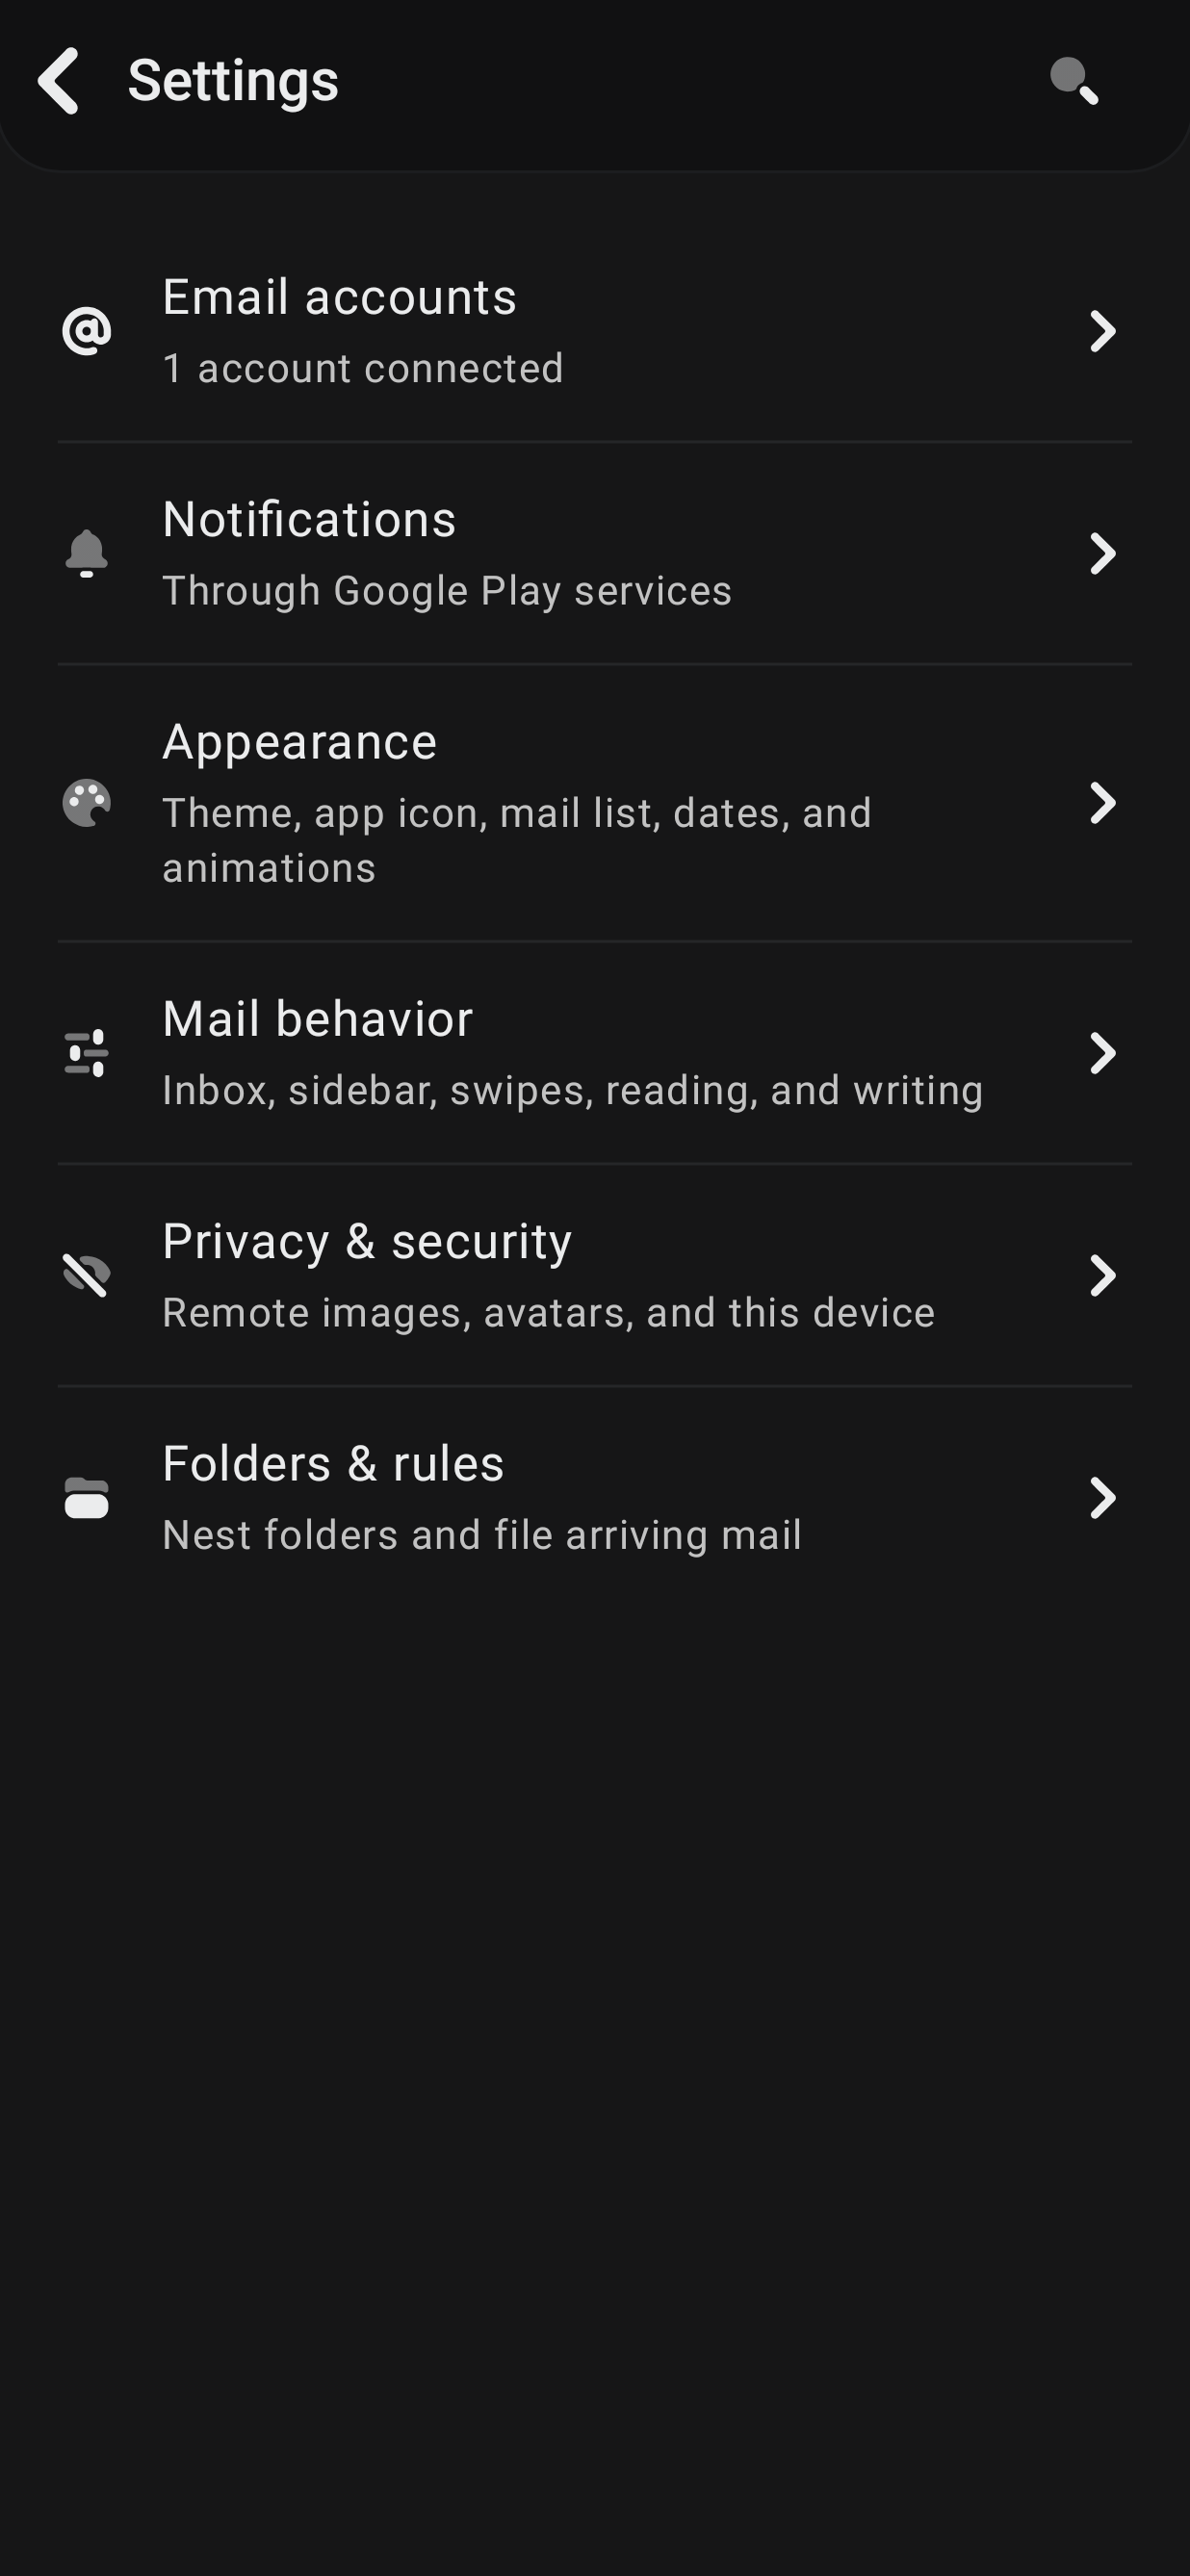 Settings
Email accounts
1 account connected
Notifications
Through Google Play services
Appearance
Theme, app icon, mail list, dates, and
animations
Mail behavior
Inbox, sidebar, swipes, reading, and writing
Privacy & security
Remote images, avatars, and this device
Folders & rules
Nest folders and file arriving mail